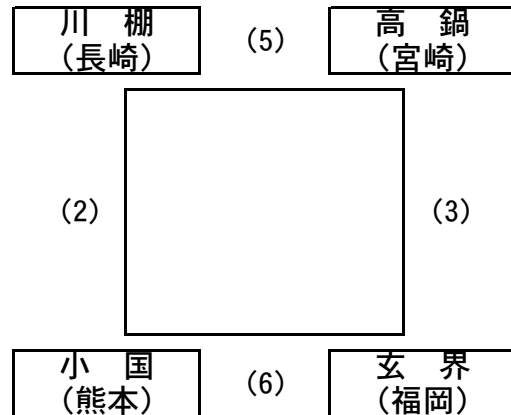 川　棚
（長崎）
（5）
高　鍋
（宮崎）
（2）
（3）
小　国
（熊本）
（6）
玄　界
（福岡）